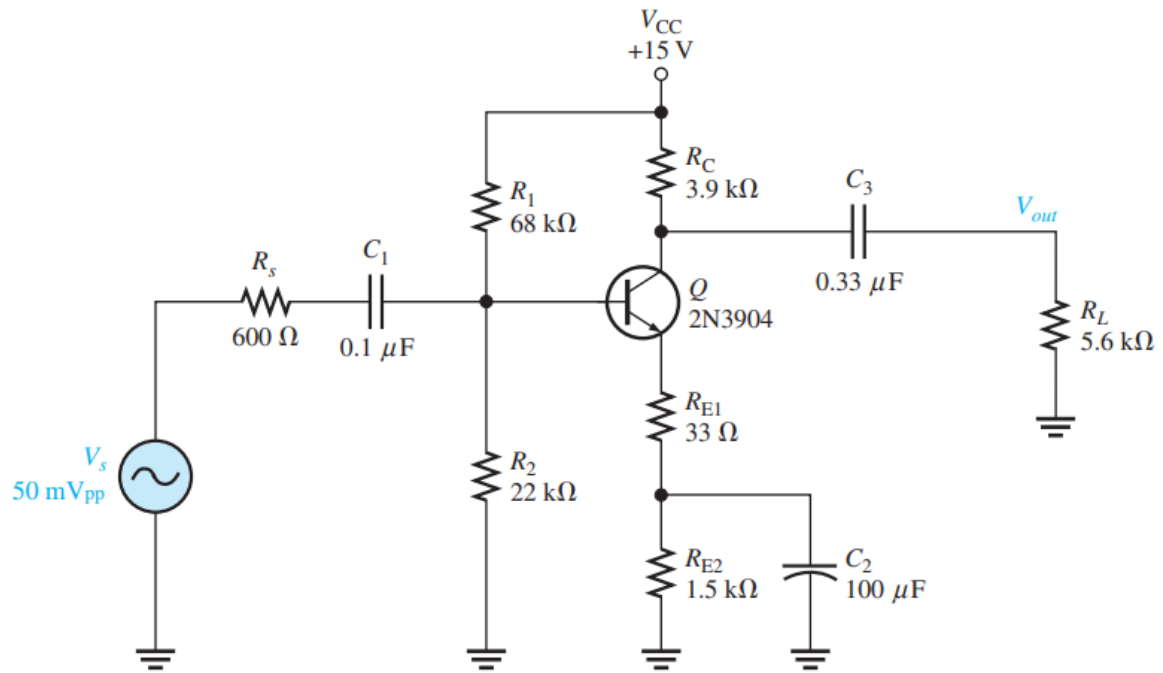 V_CC
+15 V
R_C
3.9 kΩ
C_3
0.33 μF
V_out
R_1
68 kΩ
R_s
600 Ω
C_1
0.1 μF
Q
2N3904
R_L
5.6 kΩ
R_E1
33 Ω
V_s
50 mVpp
R_2
22 kΩ
R_E2
1.5 kΩ
C_2
100 μF